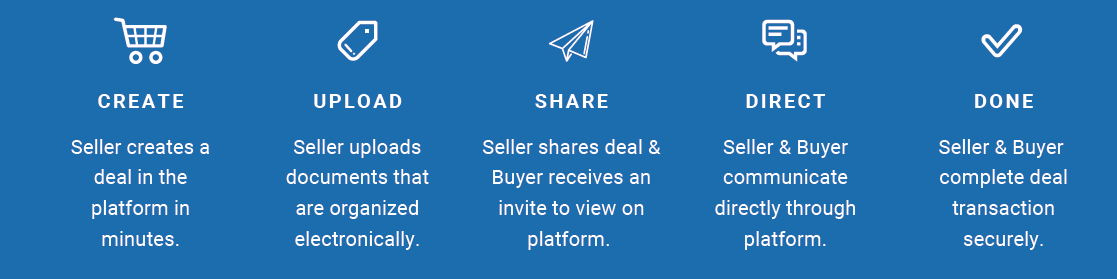 CREATE
Seller creates a
deal in the
platform in
minutes.
UPLOAD
Seller uploads
documents that
are organized
electronically.
SHARE
Seller shares deal &
Buyer receives an
invite to view on
platform.
DIRECT
Seller & Buyer
communicate
directly through
platform.
DONE
Seller & Buyer
complete deal
transaction
securely.